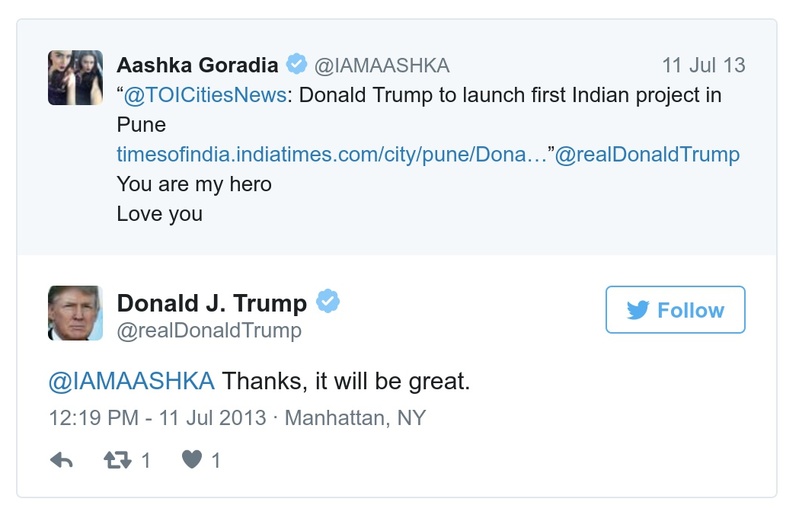 Aashka Goradia @IAMAASHKA 11 Jul 13
“@TOICitiesNews: Donald Trump to launch first Indian project in
Pune
timesofindia.indiatimes.com/city/pune/Dona…”@realDonaldTrump
You are my hero
Love you
Donald J. Trump
@realDonaldTrump
Follow
@IAMAASHKA Thanks, it will be great.
12:19 PM - 11 Jul 2013 · Manhattan, NY
1 1